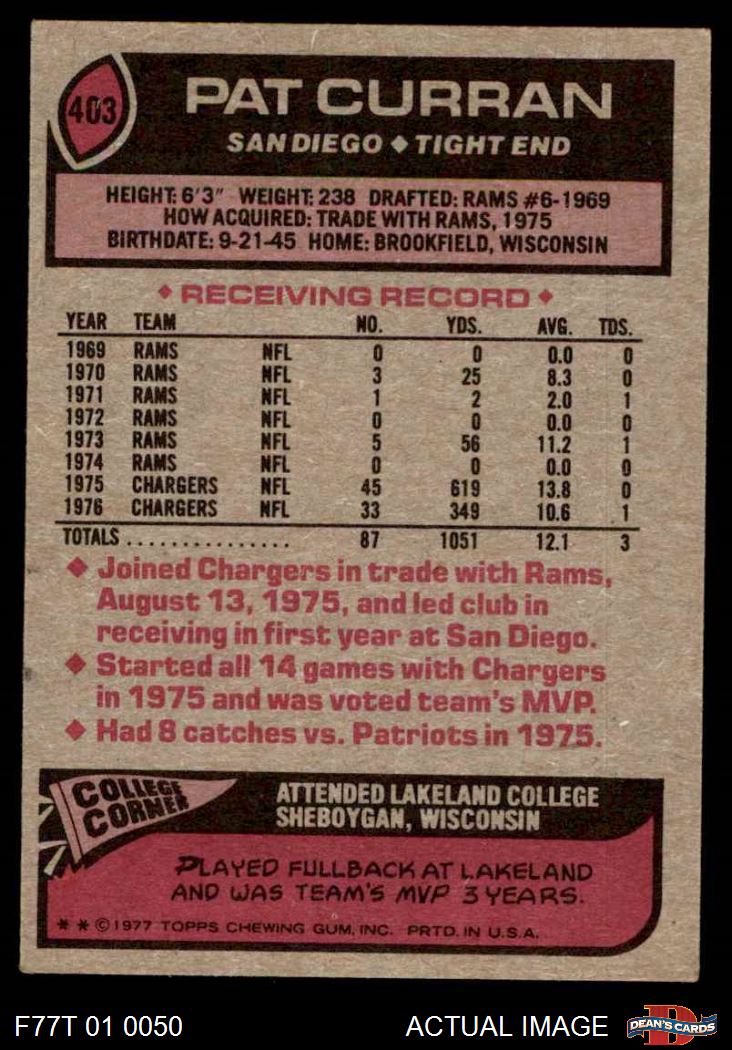 403
PAT CURRAN
SAN DIEGO ◆ TIGHT END
HEIGHT: 6'3" WEIGHT: 238 DRAFTED: RAMS #6-1969
HOW ACQUIRED: TRADE WITH RAMS, 1975
BIRTHDATE: 9-21-45 HOME: BROOKFIELD, WISCONSIN
◆ RECEIVING RECORD ◆
YEAR TEAM NO. YDS. AVG. TDS.
1969 RAMS NFL 0 0 0.0 0
1970 RAMS NFL 3 25 8.3 0
1971 RAMS NFL 1 2 2.0 1
1972 RAMS NFL 0 0 0.0 0
1973 RAMS NFL 5 56 11.2 1
1974 RAMS NFL 0 0 0.0 0
1975 CHARGERS NFL 45 619 13.8 0
1976 CHARGERS NFL 33 349 10.6 1
TOTALS ............... 87 1051 12.1 3
◆ Joined Chargers in trade with Rams,
August 13, 1975, and led club in
receiving in first year at San Diego.
◆ Started all 14 games with Chargers
in 1975 and was voted team's MVP.
◆ Had 8 catches vs. Patriots in 1975.
COLLEGE
CORNER
ATTENDED LAKELAND COLLEGE
SHEBOYGAN, WISCONSIN
PLAYED FULLBACK AT LAKELAND
AND WAS TEAM'S MVP 3 YEARS.
* * © 1977 TOPPS CHEWING GUM, INC. PRTD. IN U.S.A.
F77T 01 0050 ACTUAL IMAGE DEAN'S CARDS